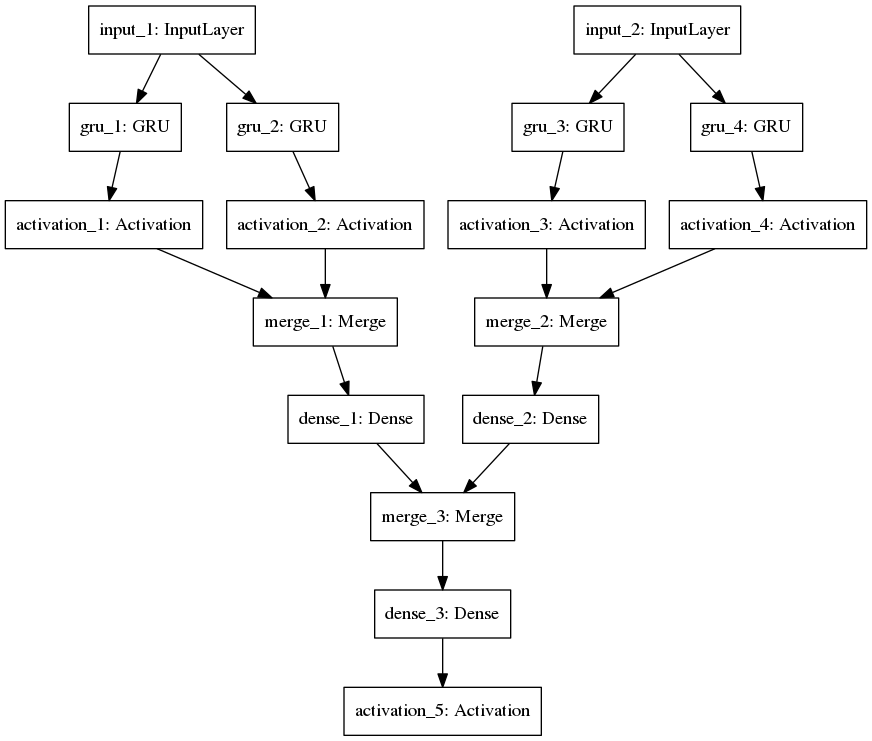 input_1: InputLayer
input_2: InputLayer
gru_1: GRU
gru_2: GRU
gru_3: GRU
gru_4: GRU
activation_1: Activation
activation_2: Activation
activation_3: Activation
activation_4: Activation
merge_1: Merge
merge_2: Merge
dense_1: Dense
dense_2: Dense
merge_3: Merge
dense_3: Dense
activation_5: Activation